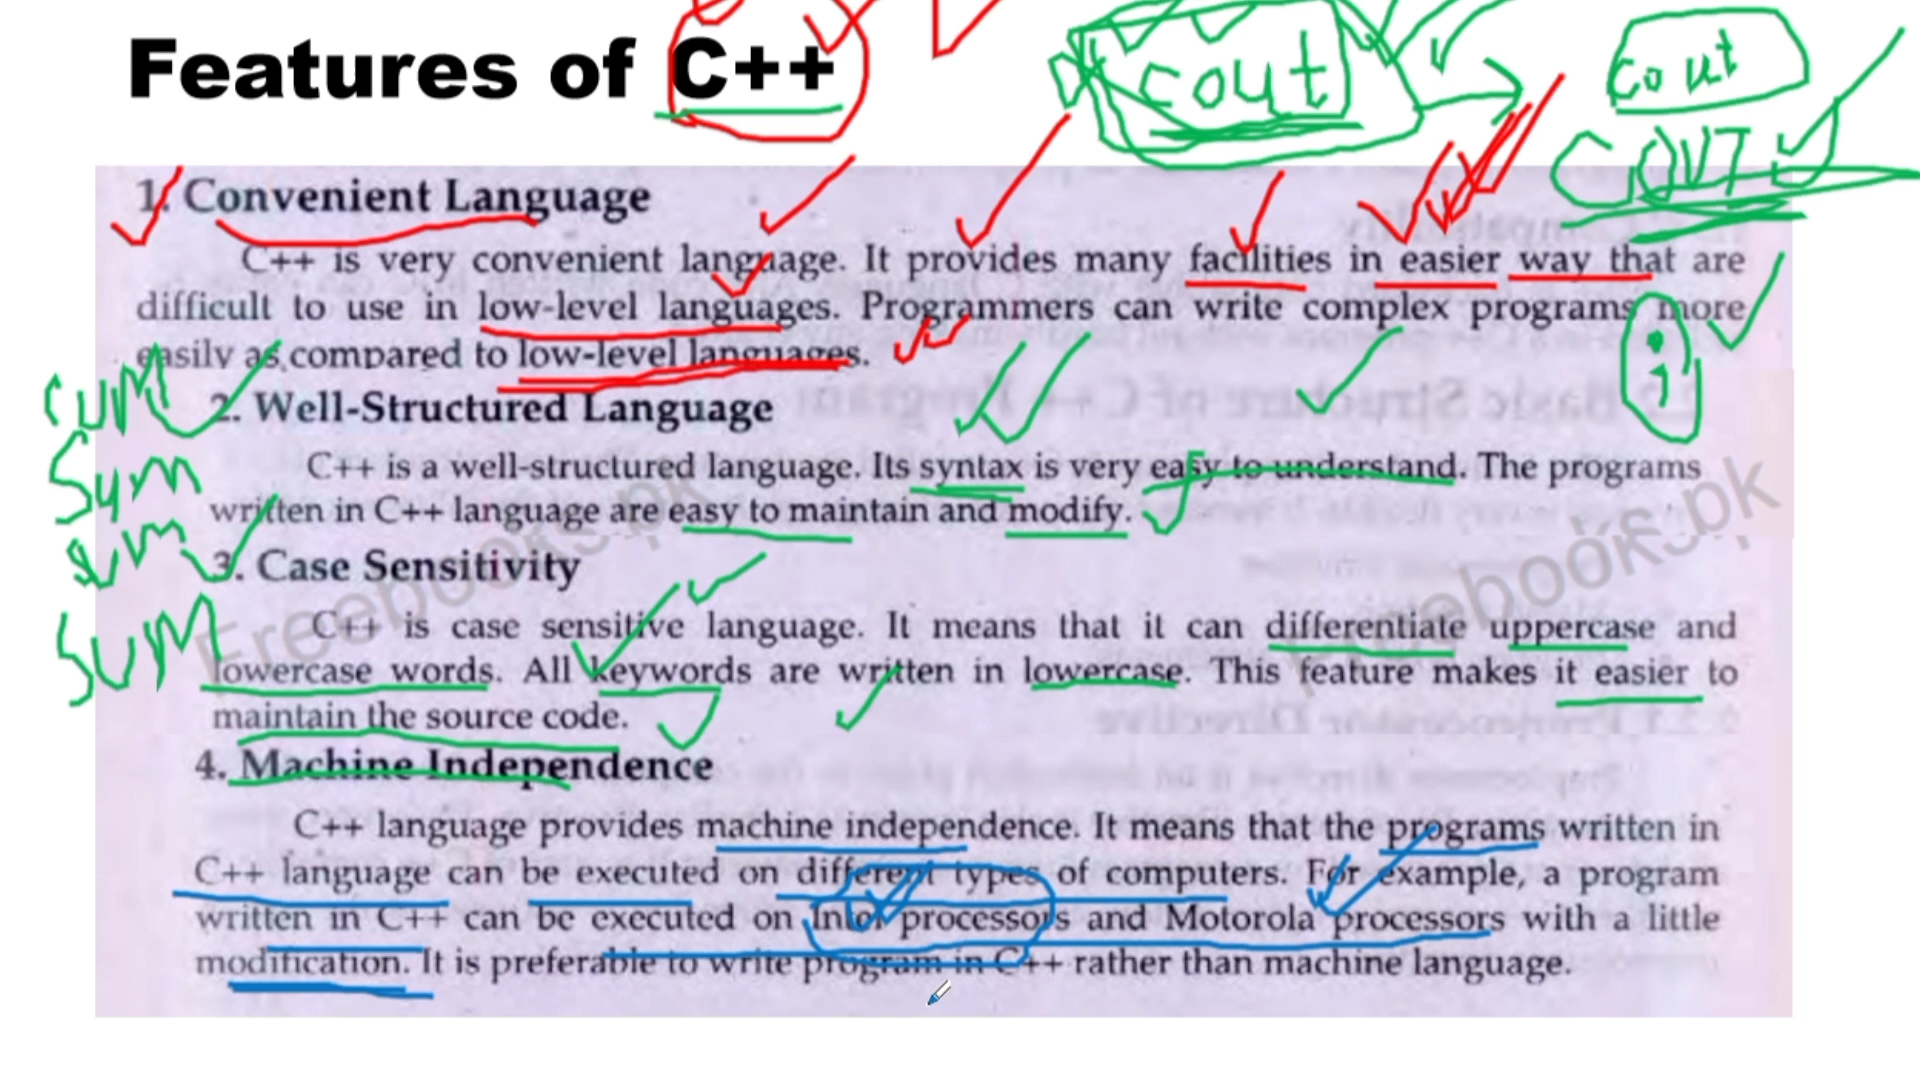 Features of C++
cout
cout
COUT
1. Convenient Language
C++ is very convenient language. It provides many facilities in easier way that are
difficult to use in low-level languages. Programmers can write complex programs more
easily as compared to low-level languages.
;
2. Well-Structured Language
C++ is a well-structured language. Its syntax is very easy to understand. The programs
written in C++ language are easy to maintain and modify.
3. Case Sensitivity
C++ is case sensitive language. It means that it can differentiate uppercase and
lowercase words. All keywords are written in lowercase. This feature makes it easier to
maintain the source code.
sum
SUM
4. Machine Independence
C++ language provides machine independence. It means that the programs written in
C++ language can be executed on different types of computers. For example, a program
written in C++ can be executed on Intel processors and Motorola processors with a little
modification. It is preferable to write program in C++ rather than machine language.
Freebooks.pk
Freebooks.pk